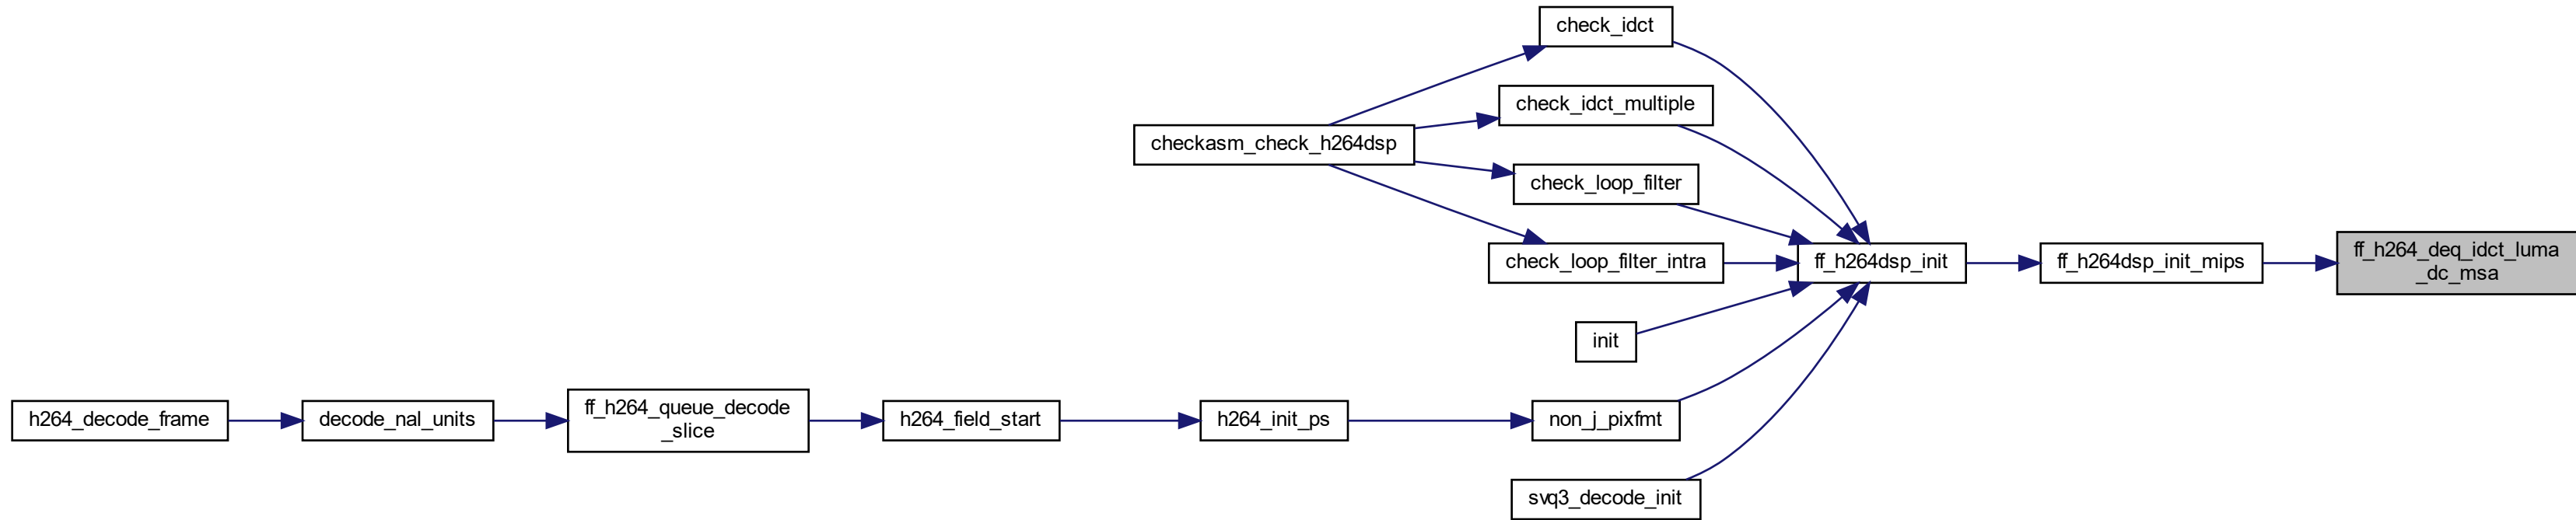 check_idct
check_idct_multiple
checkasm_check_h264dsp
check_loop_filter
check_loop_filter_intra
ff_h264dsp_init
ff_h264dsp_init_mips
ff_h264_deq_idct_luma
_dc_msa
init
h264_decode_frame
decode_nal_units
ff_h264_queue_decode
_slice
h264_field_start
h264_init_ps
non_j_pixfmt
svq3_decode_init